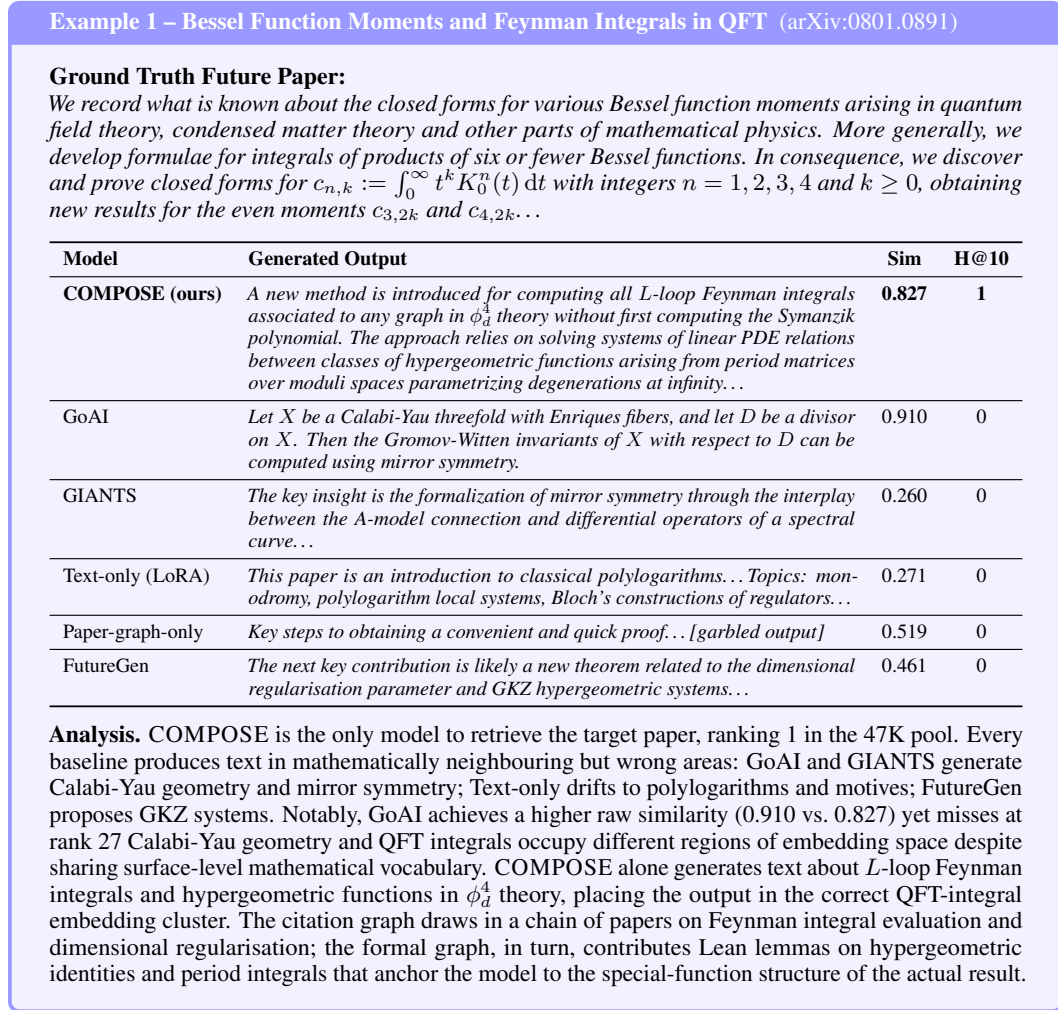 Example 1 – Bessel Function Moments and Feynman Integrals in QFT (arXiv:0801.0891)
Ground Truth Future Paper:
We record what is known about the closed forms for various Bessel function moments arising in quantum
field theory, condensed matter theory and other parts of mathematical physics. More generally, we
develop formulae for integrals of products of six or fewer Bessel functions. In consequence, we discover
and prove closed forms for $c_{n,k} := \int_0^\infty t^k K_0^n(t)\,\mathrm{d}t$ with integers $n = 1, 2, 3, 4$ and $k \geq 0$, obtaining
new results for the even moments $c_{3,2k}$ and $c_{4,2k}$...
Model Generated Output Sim H@10
COMPOSE (ours) A new method is introduced for computing all L-loop Feynman integrals 0.827 1
associated to any graph in $\phi_d^4$ theory without first computing the Symanzik
polynomial. The approach relies on solving systems of linear PDE relations
between classes of hypergeometric functions arising from period matrices
over moduli spaces parametrizing degenerations at infinity...
GoAI Let X be a Calabi-Yau threefold with Enriques fibers, and let D be a divisor 0.910 0
on X. Then the Gromov-Witten invariants of X with respect to D can be
computed using mirror symmetry.
GIANTS The key insight is the formalization of mirror symmetry through the interplay 0.260 0
between the A-model connection and differential operators of a spectral
curve...
Text-only (LoRA) This paper is an introduction to classical polylogarithms...Topics: mon- 0.271 0
odromy, polylogarithm local systems, Bloch's constructions of regulators...
Paper-graph-only Key steps to obtaining a convenient and quick proof...[garbled output] 0.519 0
FutureGen The next key contribution is likely a new theorem related to the dimensional 0.461 0
regularisation parameter and GKZ hypergeometric systems...
Analysis. COMPOSE is the only model to retrieve the target paper, ranking 1 in the 47K pool. Every
baseline produces text in mathematically neighbouring but wrong areas: GoAI and GIANTS generate
Calabi-Yau geometry and mirror symmetry; Text-only drifts to polylogarithms and motives; FutureGen
proposes GKZ systems. Notably, GoAI achieves a higher raw similarity (0.910 vs. 0.827) yet misses at
rank 27 Calabi-Yau geometry and QFT integrals occupy different regions of embedding space despite
sharing surface-level mathematical vocabulary. COMPOSE alone generates text about L-loop Feynman
integrals and hypergeometric functions in $\phi_d^4$ theory, placing the output in the correct QFT-integral
embedding cluster. The citation graph draws in a chain of papers on Feynman integral evaluation and
dimensional regularisation; the formal graph, in turn, contributes Lean lemmas on hypergeometric
identities and period integrals that anchor the model to the special-function structure of the actual result.